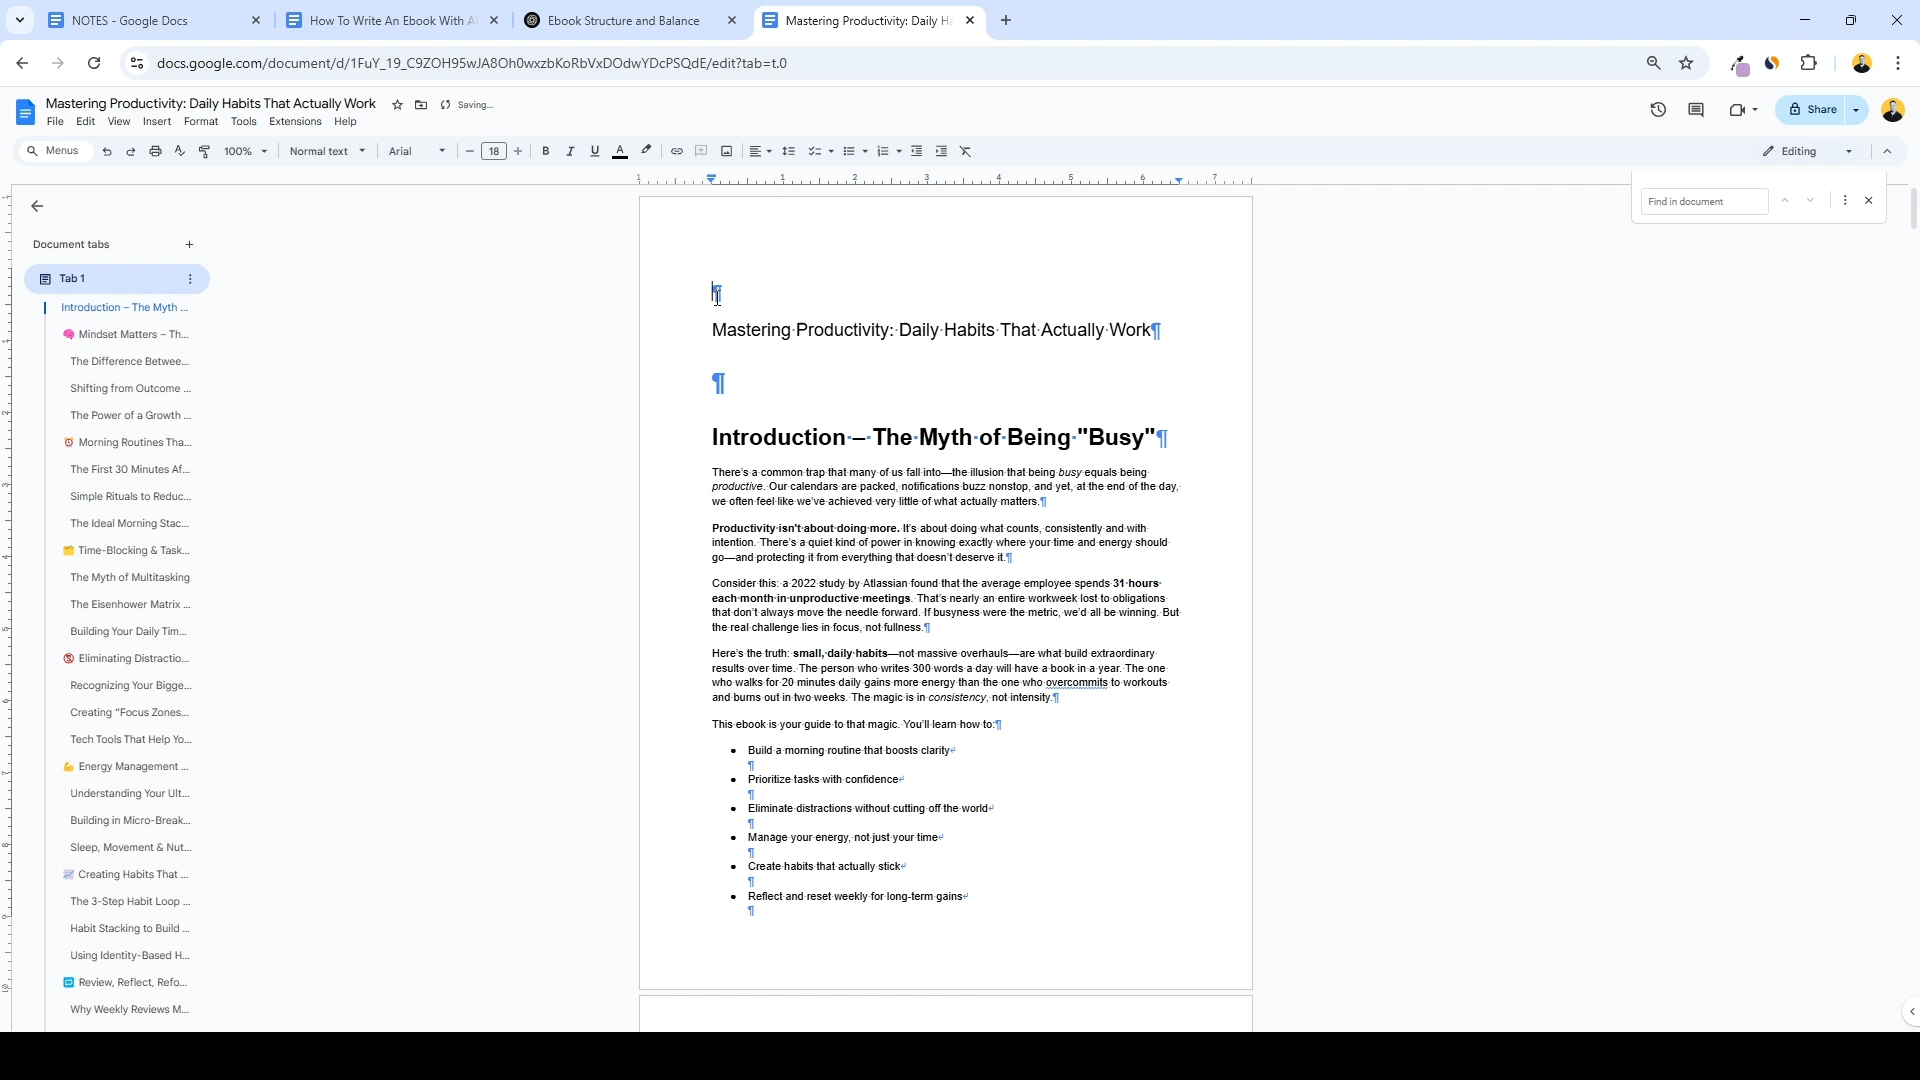 NOTES - Google Docs
How To Write An Ebook With A
Ebook Structure and Balance
Mastering Productivity: Daily Ha
docs.google.com/document/d/1FuY_19_C9ZOH95wJA8Oh0wxzbKoRbVxDOdwYDcPSQdE/edit?tab=t.0
Mastering Productivity: Daily Habits That Actually Work
Saving...
File Edit View Insert Format Tools Extensions Help
Share
Menus
100%
Normal text
Arial
18
Editing
1 1 2 3 4 5 6 7
Find in document
Document tabs
Tab 1
Introduction – The Myth ...
🧠 Mindset Matters – Th...
The Difference Betwee...
Shifting from Outcome ...
The Power of a Growth ...
⏰ Morning Routines Tha...
The First 30 Minutes Af...
Simple Rituals to Reduc...
The Ideal Morning Stac...
🗂️ Time-Blocking & Task...
The Myth of Multitasking
The Eisenhower Matrix ...
Building Your Daily Tim...
📵 Eliminating Distractio...
Recognizing Your Bigge...
Creating “Focus Zones...
Tech Tools That Help Yo...
💪 Energy Management ...
Understanding Your Ult...
Building in Micro-Break...
Sleep, Movement & Nut...
📈 Creating Habits That ...
The 3-Step Habit Loop ...
Habit Stacking to Build ...
Using Identity-Based H...
🔁 Review, Reflect, Refo...
Why Weekly Reviews M...
¶
Mastering·Productivity:·Daily·Habits·That·Actually·Work¶
¶
Introduction·–·The·Myth·of·Being·"Busy"¶
There’s·a·common·trap·that·many·of·us·fall·into—the·illusion·that·being·busy·equals·being·
productive.·Our·calendars·are·packed,·notifications·buzz·nonstop,·and·yet,·at·the·end·of·the·day,·
we·often·feel·like·we’ve·achieved·very·little·of·what·actually·matters.¶
Productivity·isn't·about·doing·more.·It’s·about·doing·what·counts,·consistently·and·with·
intention.·There’s·a·quiet·kind·of·power·in·knowing·exactly·where·your·time·and·energy·should·
go—and·protecting·it·from·everything·that·doesn’t·deserve·it.¶
Consider·this:·a·2022·study·by·Atlassian·found·that·the·average·employee·spends·31·hours·
each·month·in·unproductive·meetings.·That’s·nearly·an·entire·workweek·lost·to·obligations·
that·don’t·always·move·the·needle·forward.·If·busyness·were·the·metric,·we’d·all·be·winning.·But·
the·real·challenge·lies·in·focus,·not·fullness.¶
Here’s·the·truth:·small,·daily·habits—not·massive·overhauls—are·what·build·extraordinary·
results·over·time.·The·person·who·writes·300·words·a·day·will·have·a·book·in·a·year.·The·one·
who·walks·for·20·minutes·daily·gains·more·energy·than·the·one·who·overcommits·to·workouts·
and·burns·out·in·two·weeks.·The·magic·is·in·consistency,·not·intensity.¶
This·ebook·is·your·guide·to·that·magic.·You’ll·learn·how·to:¶
● Build·a·morning·routine·that·boosts·clarity↵
¶
● Prioritize·tasks·with·confidence↵
¶
● Eliminate·distractions·without·cutting·off·the·world↵
¶
● Manage·your·energy,·not·just·your·time↵
¶
● Create·habits·that·actually·stick↵
¶
● Reflect·and·reset·weekly·for·long-term·gains↵
¶